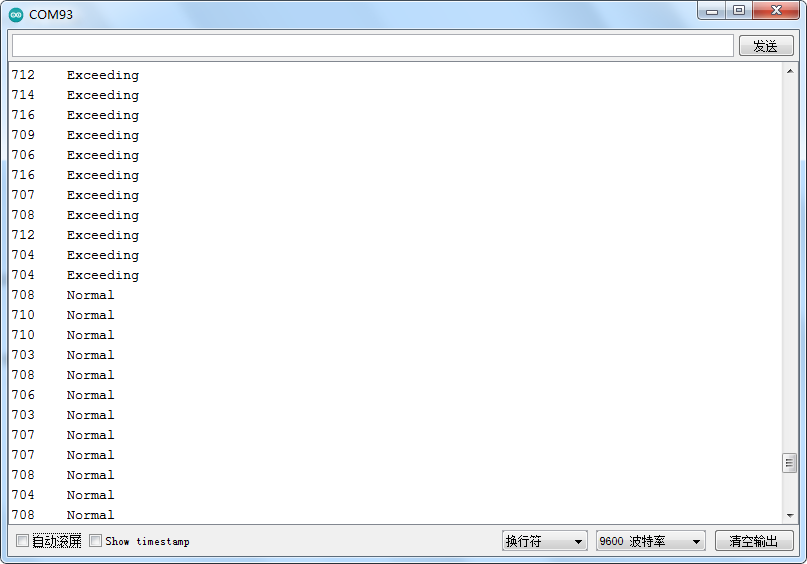 COM93
发送
712 Exceeding
714 Exceeding
716 Exceeding
709 Exceeding
706 Exceeding
716 Exceeding
707 Exceeding
708 Exceeding
712 Exceeding
704 Exceeding
704 Exceeding
708 Normal
710 Normal
710 Normal
703 Normal
708 Normal
706 Normal
703 Normal
707 Normal
707 Normal
708 Normal
704 Normal
708 Normal
自动滚屏 Show timestamp 换行符 9600 波特率 清空输出